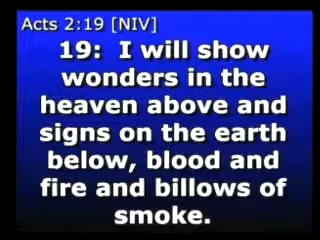 Acts 2:19 [NIV]
19: I will show
wonders in the
heaven above and
signs on the earth
below, blood and
fire and billows of
smoke.